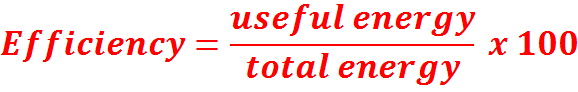 Efficiency = useful energy / total energy x 100